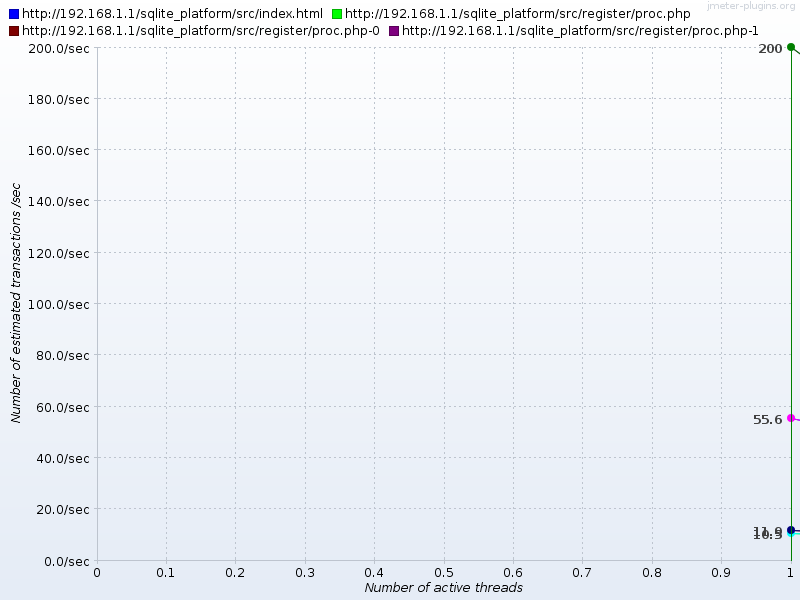 jmeter-plugins.org
http://192.168.1.1/sqlite_platform/src/index.html http://192.168.1.1/sqlite_platform/src/register/proc.php
http://192.168.1.1/sqlite_platform/src/register/proc.php-0 http://192.168.1.1/sqlite_platform/src/register/proc.php-1
200.0/sec
180.0/sec
160.0/sec
140.0/sec
120.0/sec
100.0/sec
80.0/sec
60.0/sec
40.0/sec
20.0/sec
0.0/sec
Number of estimated transactions /sec
200
55.6
0 0.1 0.2 0.3 0.4 0.5 0.6 0.7 0.8 0.9 1
Number of active threads